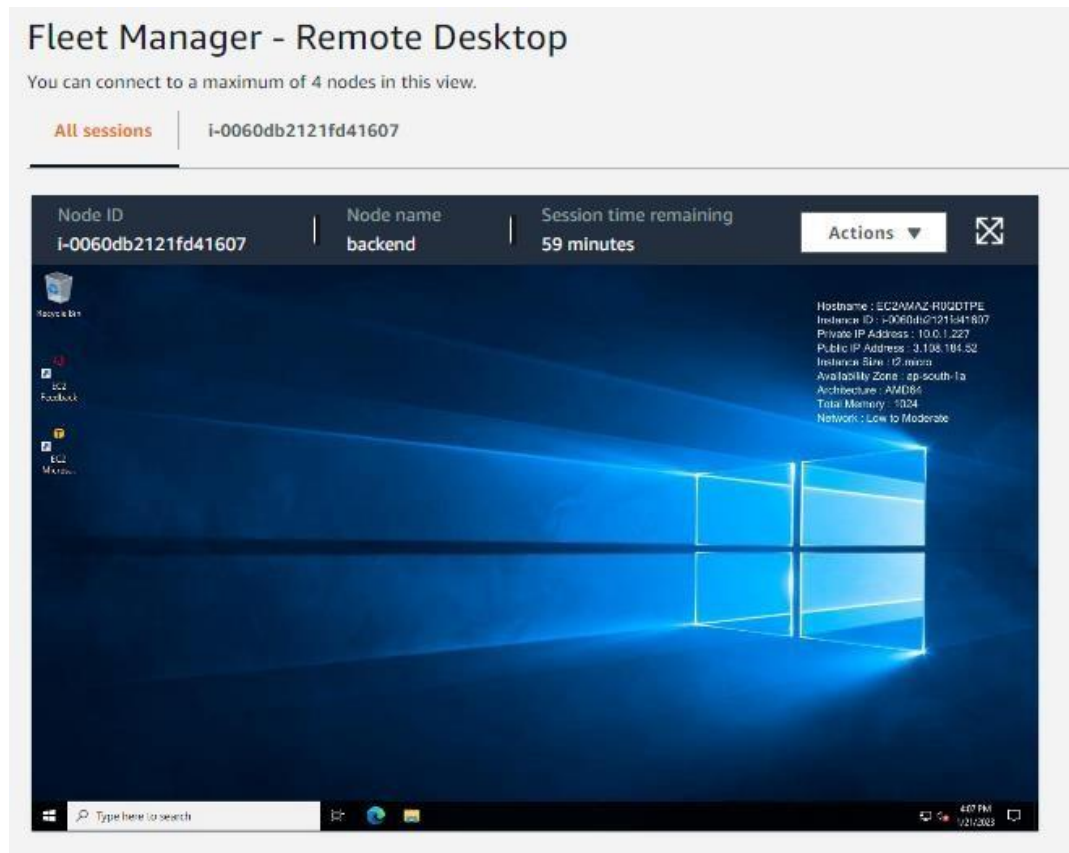 Fleet Manager - Remote Desktop
You can connect to a maximum of 4 nodes in this view.
All sessions i-0060db2121fd41607
Node ID Node name Session time remaining
i-0060db2121fd41607 backend 59 minutes
Actions
Recycle Bin
EC2
Feedback
EC2
Hostname : EC2AMAZ-R0QDTPE
Instance ID : i-0060db2121fd41607
Private IP Address : 10.0.1.227
Public IP Address : 3.108.184.52
Instance Size : t2.micro
Availability Zone : ap-south-1a
Architecture : AMD64
Total Memory : 1024
Network : Low to Moderate
Type here to search
4:07 PM
1/21/2023